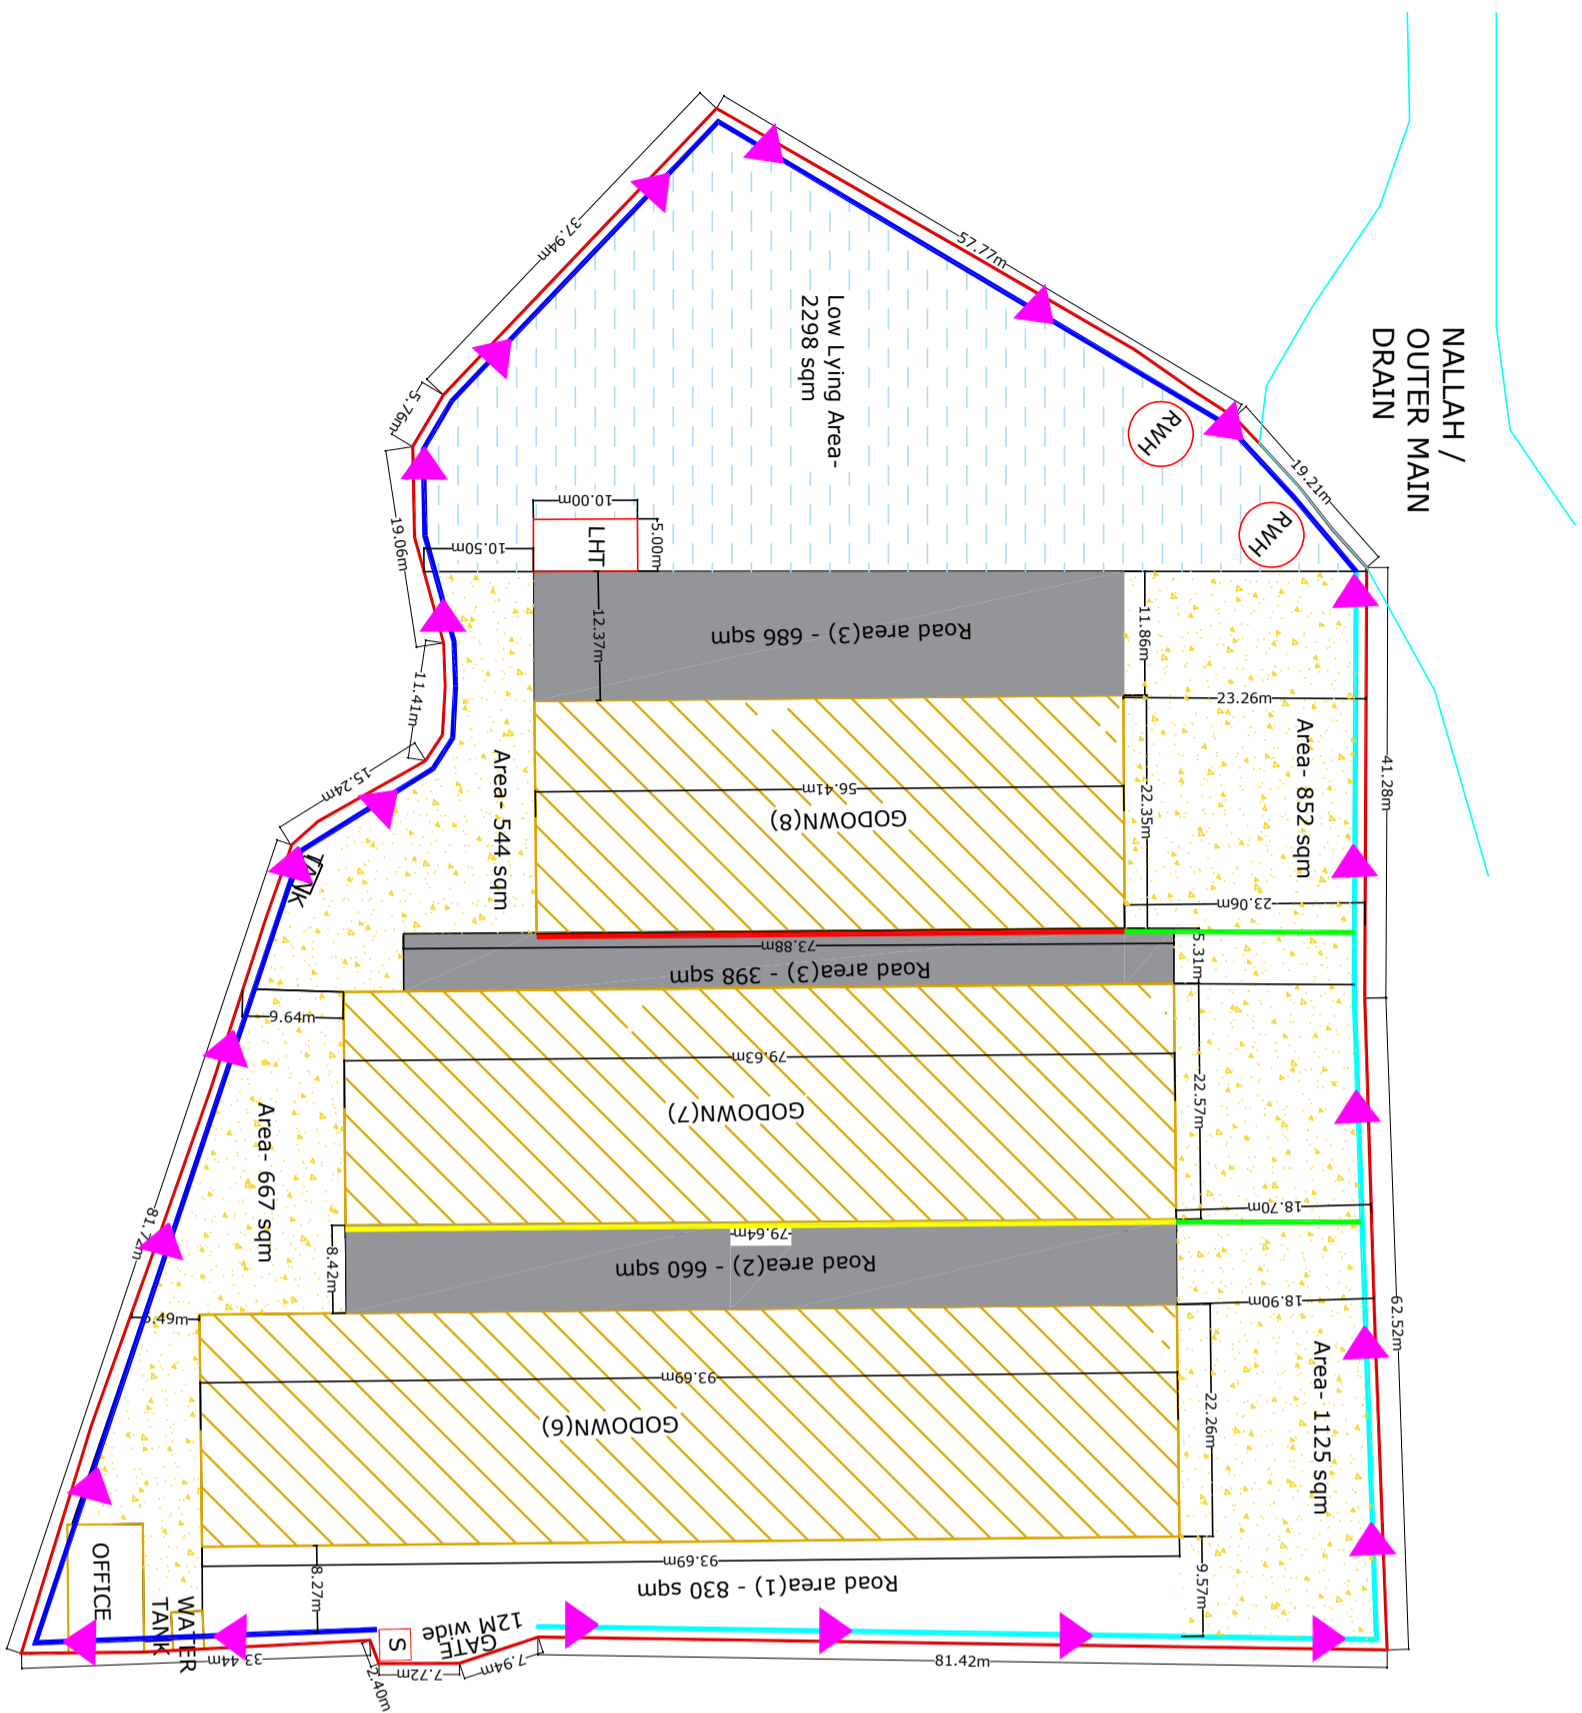 37.94m
57.77m
Low Lying Area-
2298 sqm
NALLAH /
OUTER MAIN
DRAIN
5.76m
RWH
19.21m
RWH
10.00m
LHT
5.00m
19.06m
10.50m
12.37m
Road area(3) - 686 sqm
11.86m
11.41m
23.26m
15.24m
Area- 544 sqm
56.41m
GODOWN(8)
22.35m
Area- 852 sqm
41.28m
TANK
23.06m
73.88m
Road area(3) - 398 sqm
5.31m
9.64m
79.63m
GODOWN(7)
22.57m
Area- 667 sqm
81.72m
18.70m
79.64m
8.42m
Road area(2) - 660 sqm
18.90m
.49m
62.52m
93.69m
GODOWN(6)
22.26m
Area- 1125 sqm
93.69m
8.27m
Road area(1) - 830 sqm
9.57m
OFFICE
WATER
TANK
S
GATE
12M wide
33.44m
2.40m
7.72m
7.94m
81.42m